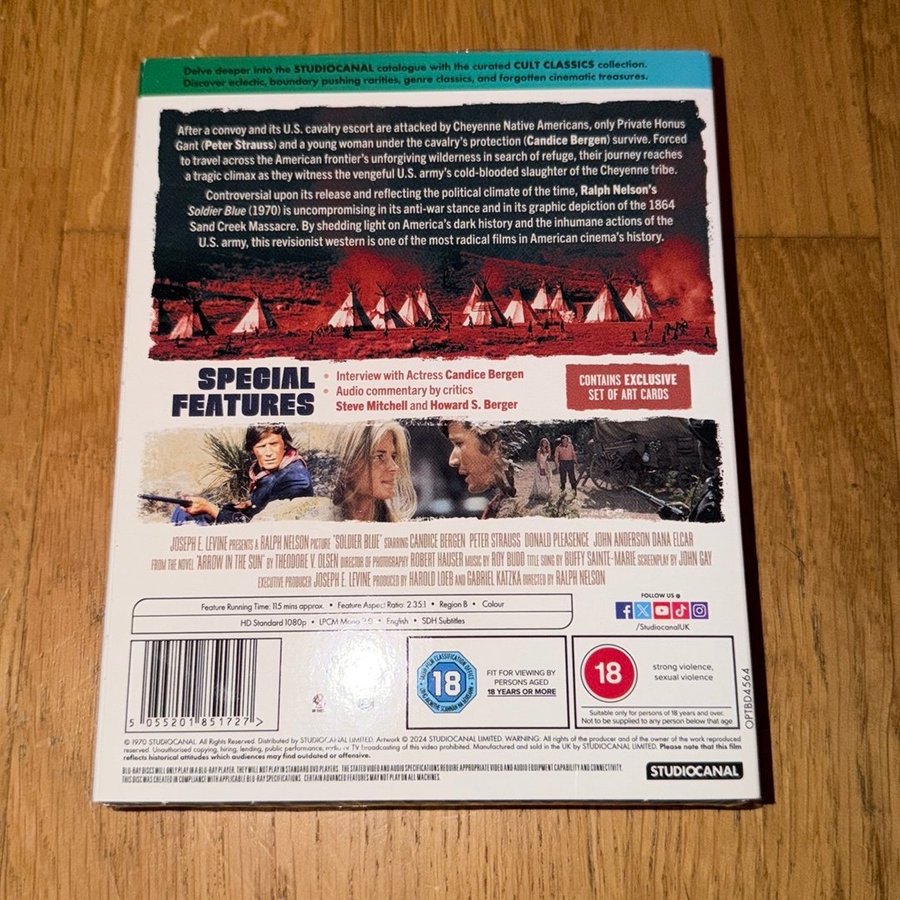 Delve deeper into the STUDIOCANAL catalogue with the curated CULT CLASSICS collection.
Discover eclectic, boundary pushing rarities, genre classics, and forgotten cinematic treasures.
After a convoy and its U.S. cavalry escort are attacked by Cheyenne Native Americans, only Private Honus
Gant (Peter Strauss) and a young woman under the cavalry's protection (Candice Bergen) survive. Forced
to travel across the American frontier's unforgiving wilderness in search of refuge, their journey reaches
a tragic climax as they witness the vengeful U.S. army's cold-blooded slaughter of the Cheyenne tribe.
Controversial upon its release and reflecting the political climate of the time, Ralph Nelson's
Soldier Blue (1970) is uncompromising in its anti-war stance and in its graphic depiction of the 1864
Sand Creek Massacre. By shedding light on America's dark history and the inhumane actions of the
U.S. army, this revisionist western is one of the most radical films in American cinema's history.
SPECIAL
FEATURES
• Interview with Actress Candice Bergen
• Audio commentary by critics
Steve Mitchell and Howard S. Berger
CONTAINS EXCLUSIVE
SET OF ART CARDS
JOSEPH E. LEVINE PRESENTS A RALPH NELSON PICTURE 'SOLDIER BLUE' STARRING CANDICE BERGEN PETER STRAUSS DONALD PLEASENCE JOHN ANDERSON DANA ELCAR
FROM THE NOVEL 'ARROW IN THE SUN' BY THEODORE V. OLSEN DIRECTOR OF PHOTOGRAPHY ROBERT HAUSER MUSIC BY ROY BUDD TITLE SONG BY BUFFY SAINTE-MARIE SCREENPLAY BY JOHN GAY
EXECUTIVE PRODUCER JOSEPH E. LEVINE PRODUCED BY HAROLD LOEB AND GABRIEL KATZKA DIRECTED BY RALPH NELSON
Feature Running Time: 115 mins approx. • Feature Aspect Ratio: 2.35:1 • Region B • Colour
HD Standard 1080p • LPCM Mono 2.0 • English • SDH Subtitles
FOLLOW US @
/StudiocanalUK
5 055201 851727 >
18
FIT FOR VIEWING BY
PERSONS AGED
18 YEARS OR MORE
18
strong violence,
sexual violence
Suitable only for persons of 18 years and over.
Not to be supplied to any person below that age
OPTBD4564
© 1970 STUDIOCANAL. All Rights Reserved. Distributed by STUDIOCANAL LIMITED. Artwork © 2024 STUDIOCANAL LIMITED. WARNING: All rights of the producer and of the owner of the work reproduced
reserved. Unauthorised copying, hiring, lending, public performance, radio or TV broadcasting of this video prohibited. Manufactured and sold in the UK by STUDIOCANAL LIMITED. Please note that this film
reflects historical attitudes which audiences may find outdated or offensive.
BLU-RAY DISCS WILL ONLY PLAY IN A BLU-RAY PLAYER. THEY WILL NOT PLAY IN STANDARD DVD PLAYERS. THE STATED VIDEO AND AUDIO SPECIFICATIONS REQUIRE APPROPRIATE VIDEO AND AUDIO EQUIPMENT CAPABILITY AND CONNECTIVITY.
THIS DISC WAS CREATED IN COMPLIANCE WITH APPLICABLE BLU-RAY SPECIFICATIONS. CERTAIN ADVANCED FEATURES MAY NOT PLAY ON ALL MACHINES.
STUDIOCANAL